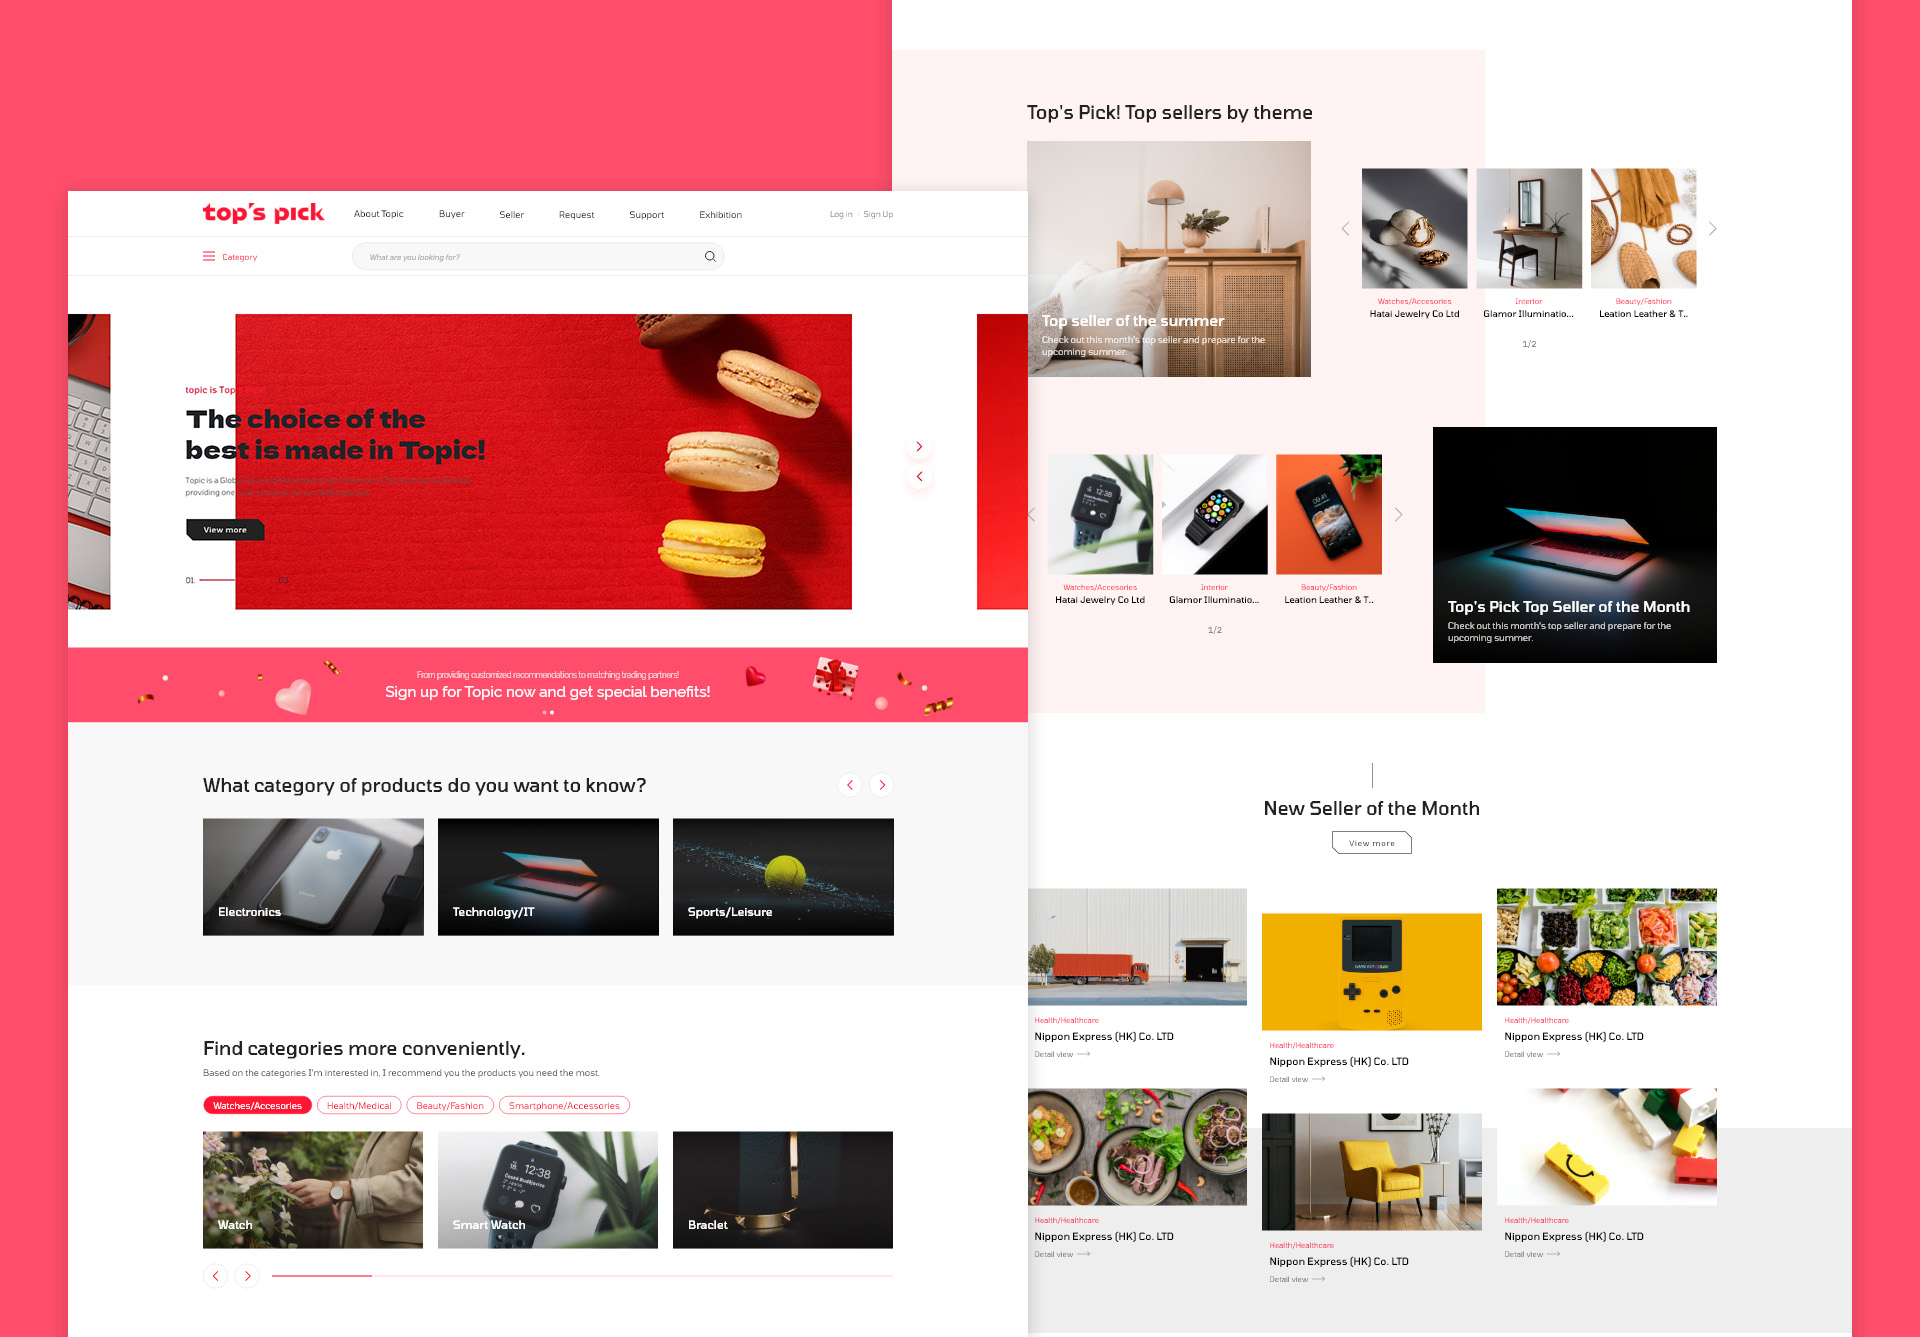 top's pick
About Topic
Buyer
Seller
Request
Support
Exhibition
Log in
Sign Up
Category
What are you looking for?
topic is Top
The choice of the
best is made in Topic!
Topic is a Glob
providing one
View more
01
03
From providing customized recommendations to matching trading partners!
Sign up for Topic now and get special benefits!
What category of products do you want to know?
Electronics
Technology/IT
Sports/Leisure
Find categories more conveniently.
Based on the categories I'm interested in, I recommend you the products you need the most.
Watches/Accesories
Health/Medical
Beauty/Fashion
Smartphone/Accessories
Watch
12:38
Smart Watch
Braclet
Top's Pick! Top sellers by theme
Top seller of the summer
Check out this month's top seller and prepare for the
upcoming summer.
Watches/Accesories
Hatai Jewelry Co Ltd
Interior
Glamor Illuminatio...
Beauty/Fashion
Leation Leather & T..
1/2
12:38
09:41
Watches/Accesories
Hatai Jewelry Co Ltd
Interior
Glamor Illuminatio...
Beauty/Fashion
Leation Leather & T..
1/2
Top's Pick Top Seller of the Month
Check out this month's top seller and prepare for the
upcoming summer.
New Seller of the Month
View more
Health/Healthcare
Nippon Express (HK) Co. LTD
Detail view
GAME BOY COLOR
Health/Healthcare
Nippon Express (HK) Co. LTD
Detail view
Health/Healthcare
Nippon Express (HK) Co. LTD
Detail view
Health/Healthcare
Nippon Express (HK) Co. LTD
Detail view
Health/Healthcare
Nippon Express (HK) Co. LTD
Detail view
Health/Healthcare
Nippon Express (HK) Co. LTD
Detail view